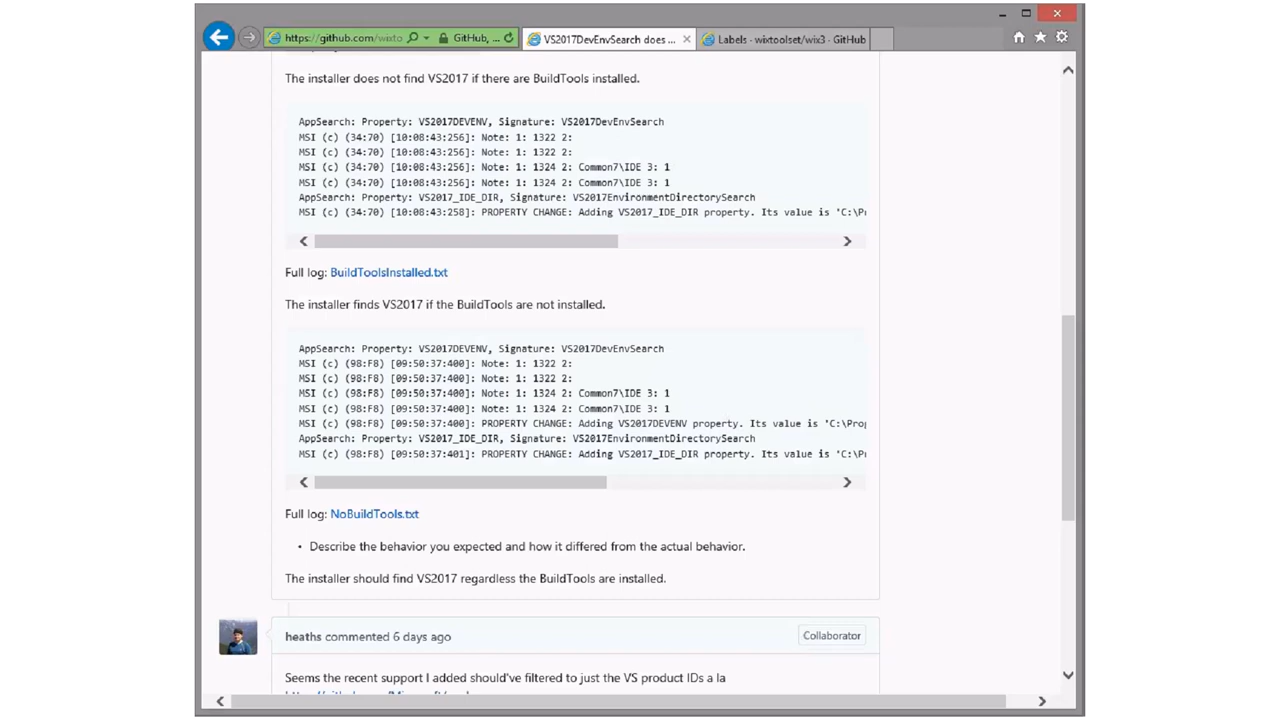 https://github.com/wixto
GitHub, ...
VS2017DevEnvSearch does ...
Labels · wixtoolset/wix3 · GitHub
The installer does not find VS2017 if there are BuildTools installed.
AppSearch: Property: VS2017DEVENV, Signature: VS2017DevEnvSearch
MSI (c) (34:70) [10:08:43:256]: Note: 1: 1322 2:
MSI (c) (34:70) [10:08:43:256]: Note: 1: 1322 2:
MSI (c) (34:70) [10:08:43:256]: Note: 1: 1324 2: Common7\IDE 3: 1
MSI (c) (34:70) [10:08:43:256]: Note: 1: 1324 2: Common7\IDE 3: 1
AppSearch: Property: VS2017_IDE_DIR, Signature: VS2017EnvironmentDirectorySearch
MSI (c) (34:70) [10:08:43:258]: PROPERTY CHANGE: Adding VS2017_IDE_DIR property. Its value is 'C:\Pr
Full log: BuildToolsInstalled.txt
The installer finds VS2017 if the BuildTools are not installed.
AppSearch: Property: VS2017DEVENV, Signature: VS2017DevEnvSearch
MSI (c) (98:F8) [09:50:37:400]: Note: 1: 1322 2:
MSI (c) (98:F8) [09:50:37:400]: Note: 1: 1322 2:
MSI (c) (98:F8) [09:50:37:400]: Note: 1: 1324 2: Common7\IDE 3: 1
MSI (c) (98:F8) [09:50:37:400]: Note: 1: 1324 2: Common7\IDE 3: 1
MSI (c) (98:F8) [09:50:37:400]: PROPERTY CHANGE: Adding VS2017DEVENV property. Its value is 'C:\Prog
AppSearch: Property: VS2017_IDE_DIR, Signature: VS2017EnvironmentDirectorySearch
MSI (c) (98:F8) [09:50:37:401]: PROPERTY CHANGE: Adding VS2017_IDE_DIR property. Its value is 'C:\Pr
Full log: NoBuildTools.txt
• Describe the behavior you expected and how it differed from the actual behavior.
The installer should find VS2017 regardless the BuildTools are installed.
heaths commented 6 days ago
Collaborator
Seems the recent support I added should've filtered to just the VS product IDs a la